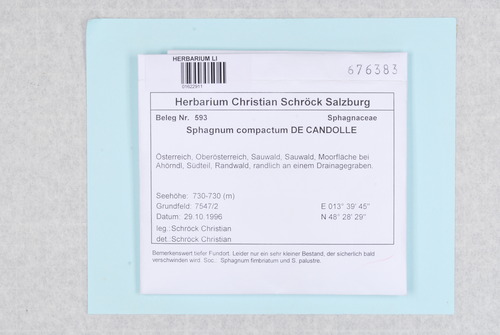 HERBARIUM LI
01622911
676383
Herbarium Christian Schröck Salzburg
Beleg Nr. 593 Sphagnaceae
Sphagnum compactum DE CANDOLLE
Österreich, Oberösterreich, Sauwald, Sauwald, Moorfläche bei
Ahörndl, Südteil, Randwald, randlich an einem Drainagegraben.
Seehöhe: 730-730 (m)
Grundfeld: 7547/2 E 013° 39' 45"
Datum: 29.10.1996 N 48° 28' 29"
leg. Schröck Christian
det. Schröck Christian
Bemerkenswert tiefer Fundort. Leider nur ein sehr kleiner Bestand, der sicherlich bald
verschwinden wird. Soc.: Sphagnum fimbriatum und S. palustre.